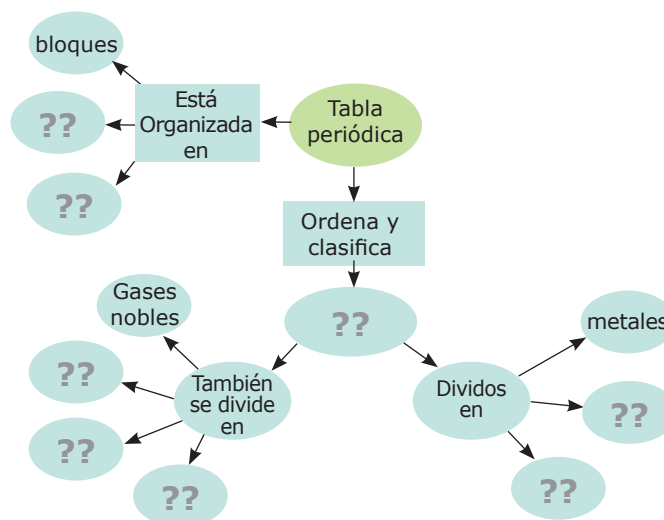 bloques
??
??
Está
Organizada
en
Tabla
periódica
Ordena y
clasifica
??
Gases
nobles
??
??
??
También
se divide
en
Dividos
en
metales
??
??